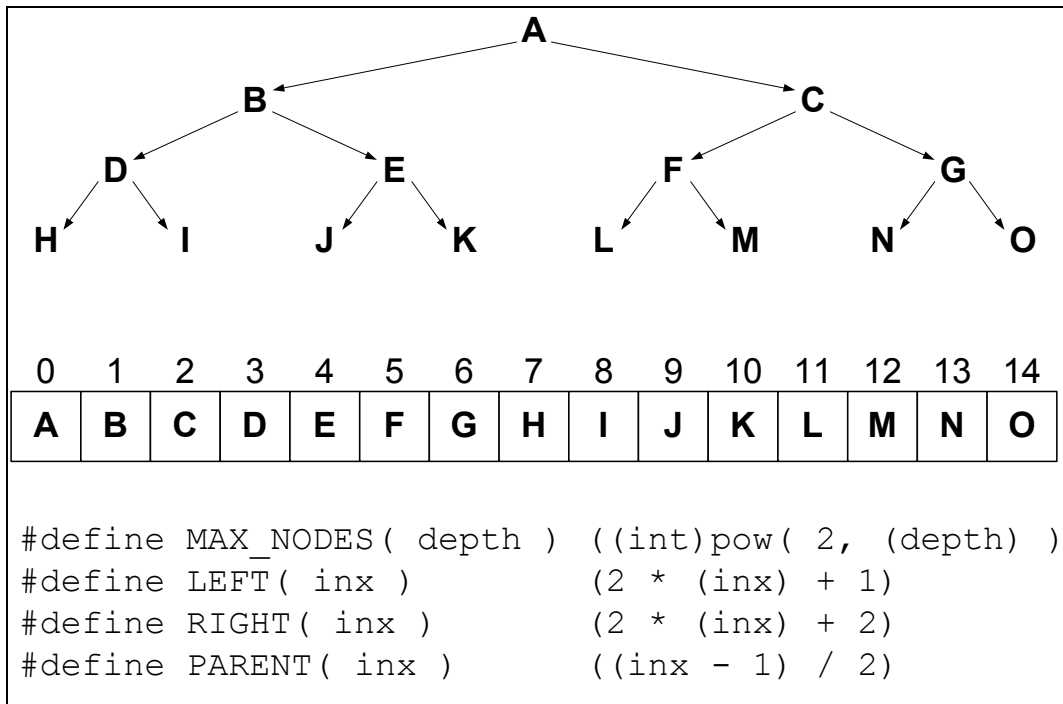 A
B C
D E F G
H I J K L M N O
0 1 2 3 4 5 6 7 8 9 10 11 12 13 14
A B C D E F G H I J K L M N O
#define MAX_NODES( depth ) ((int)pow( 2, (depth) )
#define LEFT( inx ) (2 * (inx) + 1)
#define RIGHT( inx ) (2 * (inx) + 2)
#define PARENT( inx ) ((inx - 1) / 2)